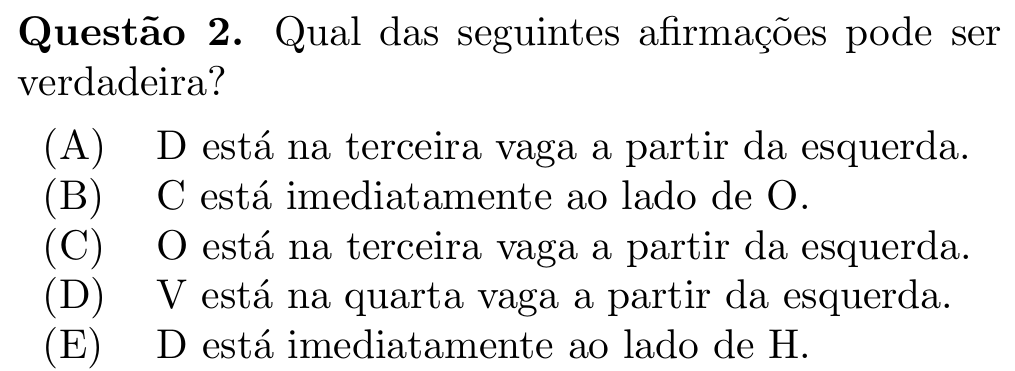 Questão 2. Qual das seguintes afirmações pode ser
verdadeira?
(A) D está na terceira vaga a partir da esquerda.
(B) C está imediatamente ao lado de O.
(C) O está na terceira vaga a partir da esquerda.
(D) V está na quarta vaga a partir da esquerda.
(E) D está imediatamente ao lado de H.